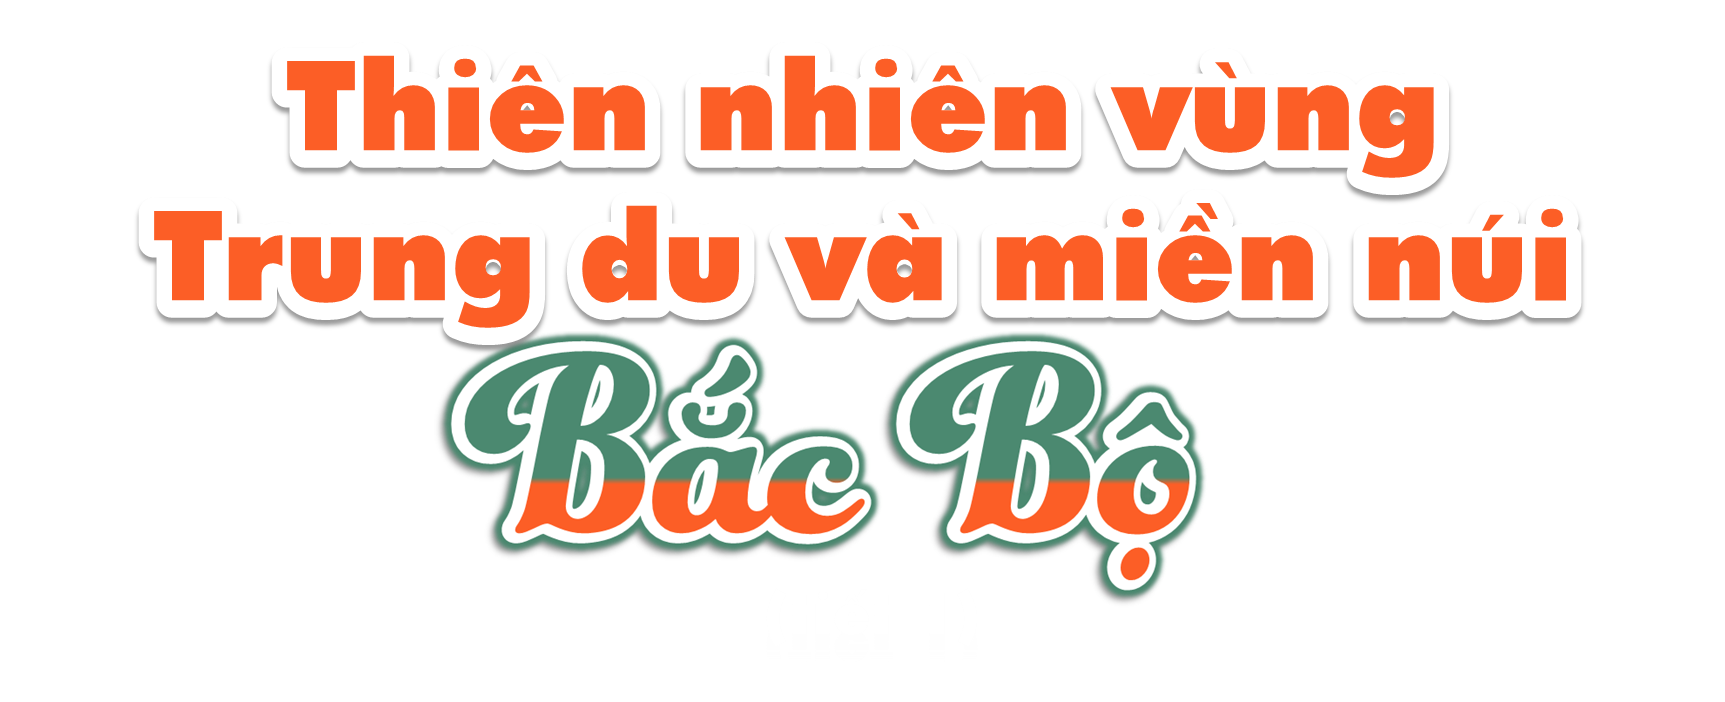 Thiên nhiên vùng
Trung du và miền núi
Bắc Bộ